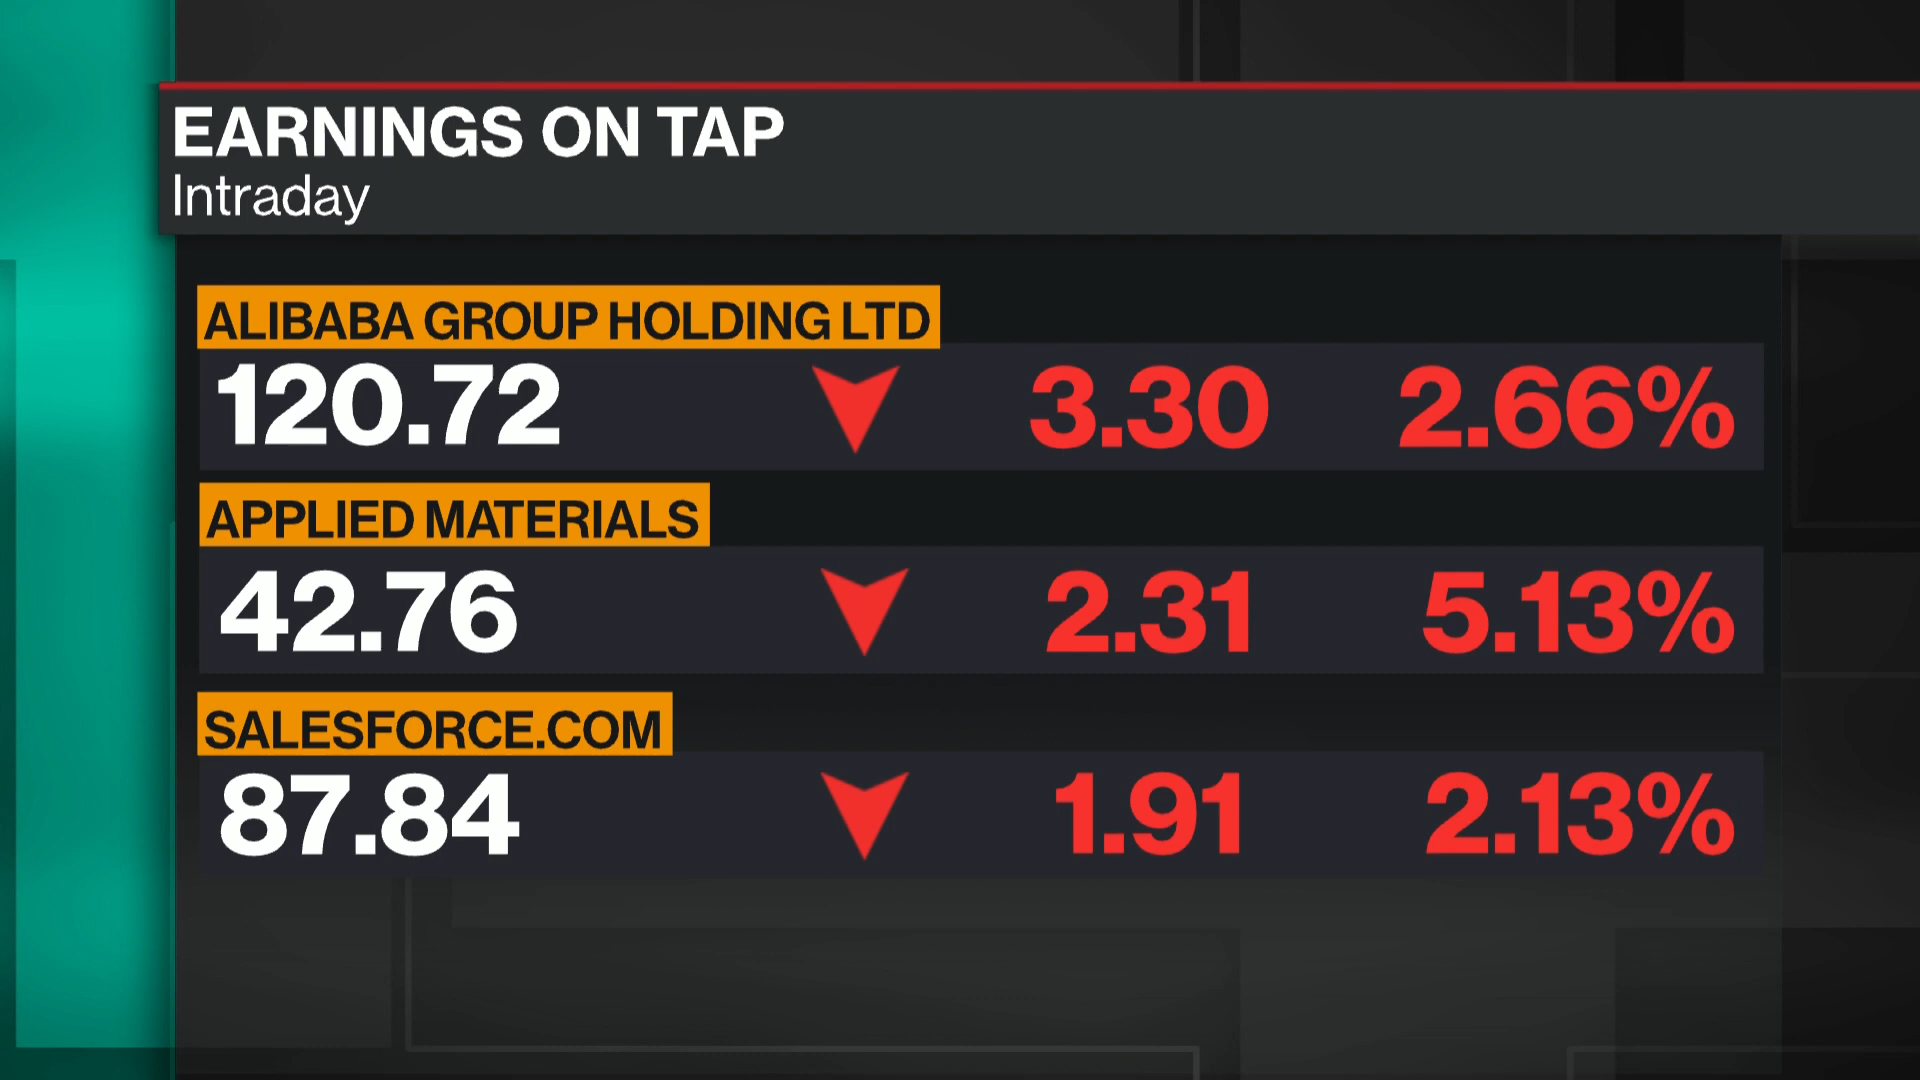 EARNINGS ON TAP
Intraday
ALIBABA GROUP HOLDING LTD
120.72 3.30 2.66%
APPLIED MATERIALS
42.76 2.31 5.13%
SALESFORCE.COM
87.84 1.91 2.13%